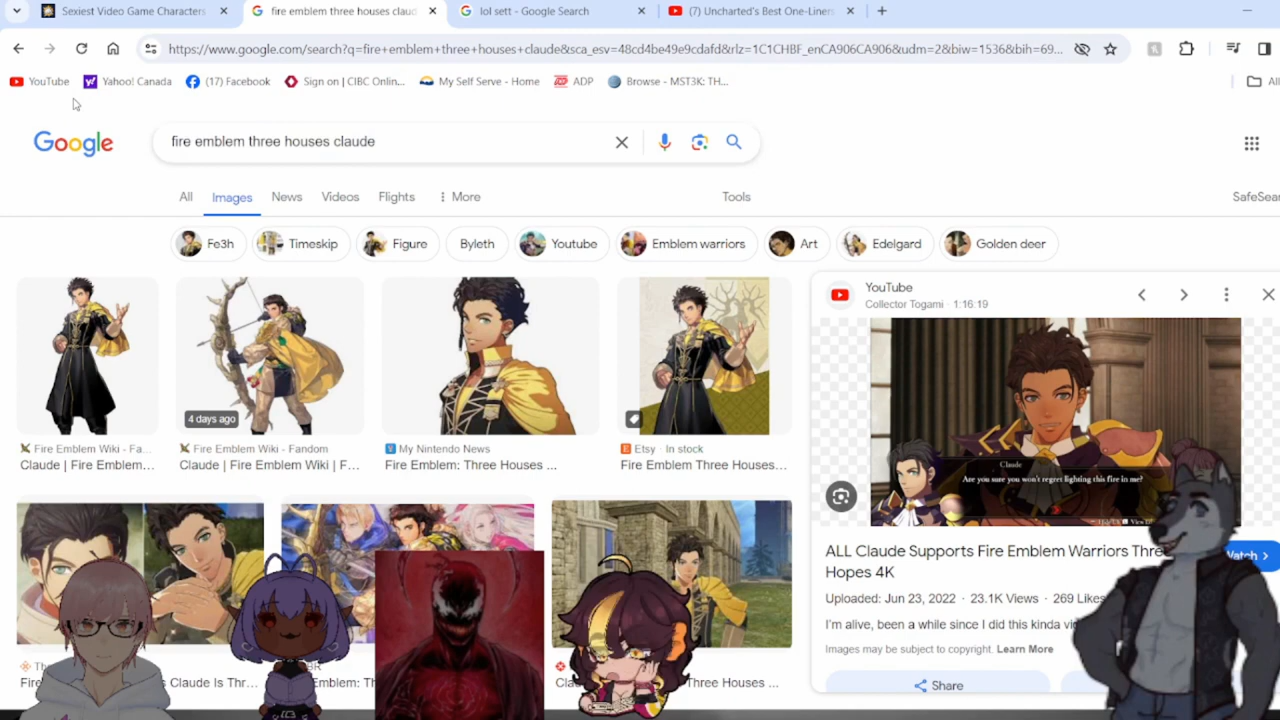 Sexiest Video Game Characters
fire emblem three houses clau
lol sett - Google Search
(7) Uncharted's Best One-Liner
https://www.google.com/search?q=fire+emblem+three+houses+claude&sca_esv=48cd4be49e9cdafd&rlz=1C1CHBF_enCA906CA906&udm=2&biw=1536&bih=69...
YouTube
Yahoo! Canada
(17) Facebook
Sign on | CIBC Onlin...
My Self Serve - Home
ADP
Browse - MST3K: TH...
All
Google
fire emblem three houses claude
All
Images
News
Videos
Flights
More
Tools
SafeSear
Fe3h
Timeskip
Figure
Byleth
Youtube
Emblem warriors
Art
Edelgard
Golden deer
YouTube
Collector Togami · 1:16:19
4 days ago
Fire Emblem Wiki - Fa...
Claude | Fire Emblem...
Fire Emblem Wiki - Fandom
Claude | Fire Emblem Wiki | F...
My Nintendo News
Fire Emblem: Three Houses ...
Etsy · In stock
Fire Emblem Three Houses...
Claude
Are you sure you won't regret lighting this fire in me?
ALL Claude Supports Fire Emblem Warriors Thre
Hopes 4K
Watch
Uploaded: Jun 23, 2022 · 23.1K Views · 269 Likes
I'm alive, been a while since I did this kinda vi
Images may be subject to copyright. Learn More
Share
Th
BR
Fire
s Claude Is Thr...
Fire Emblem: T
Cla
ee Houses ...